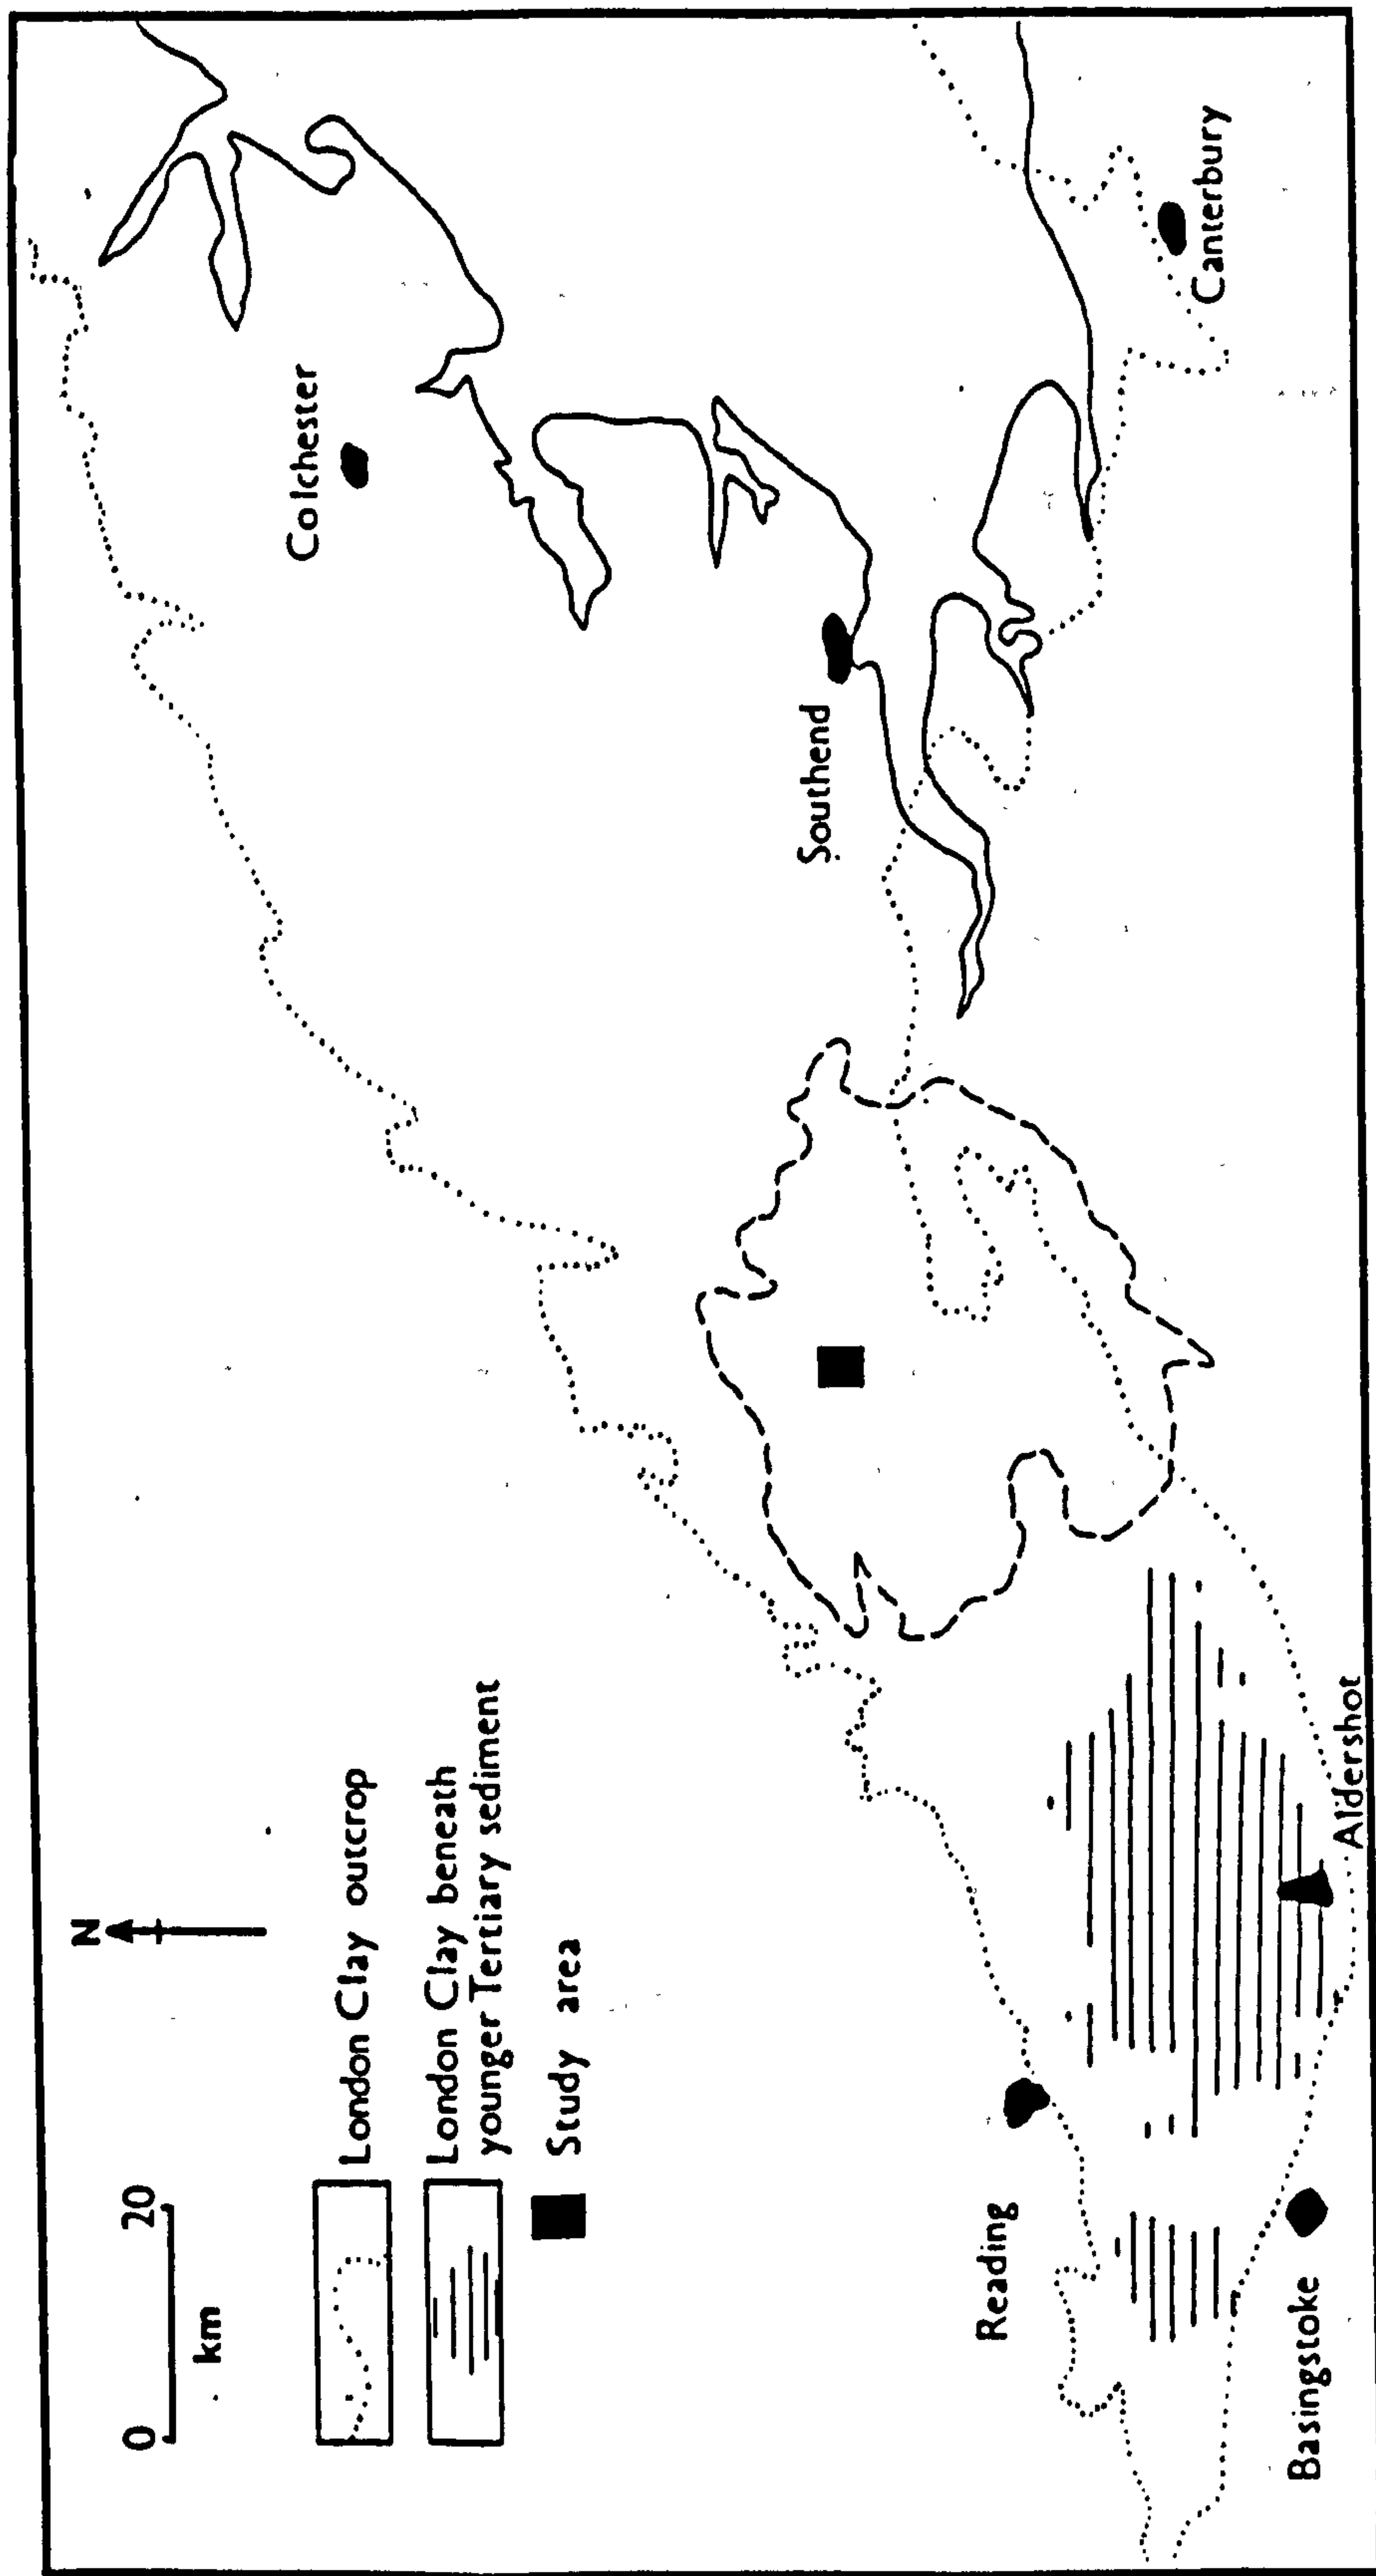 N
0 20
km
London Clay outcrop
London Clay beneath
younger Tertiary sediment
Study area
Colchester
Southend
Canterbury
Reading
Basingstoke
Aldershot